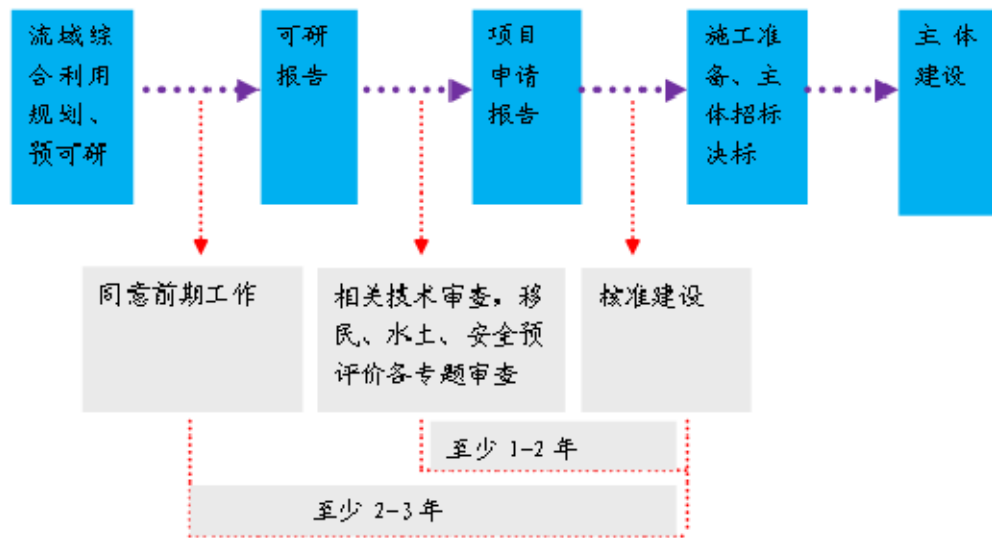 流域综
合利用
规划、
预可研
可研
报告
项目
申请
报告
施工准
备、主
体招标
决标
主 体
建设
同意前期工作
相关技术审查，移
民、水土、安全预
评价各专题审查
核准建设
至少 1-2 年
至少 2-3 年